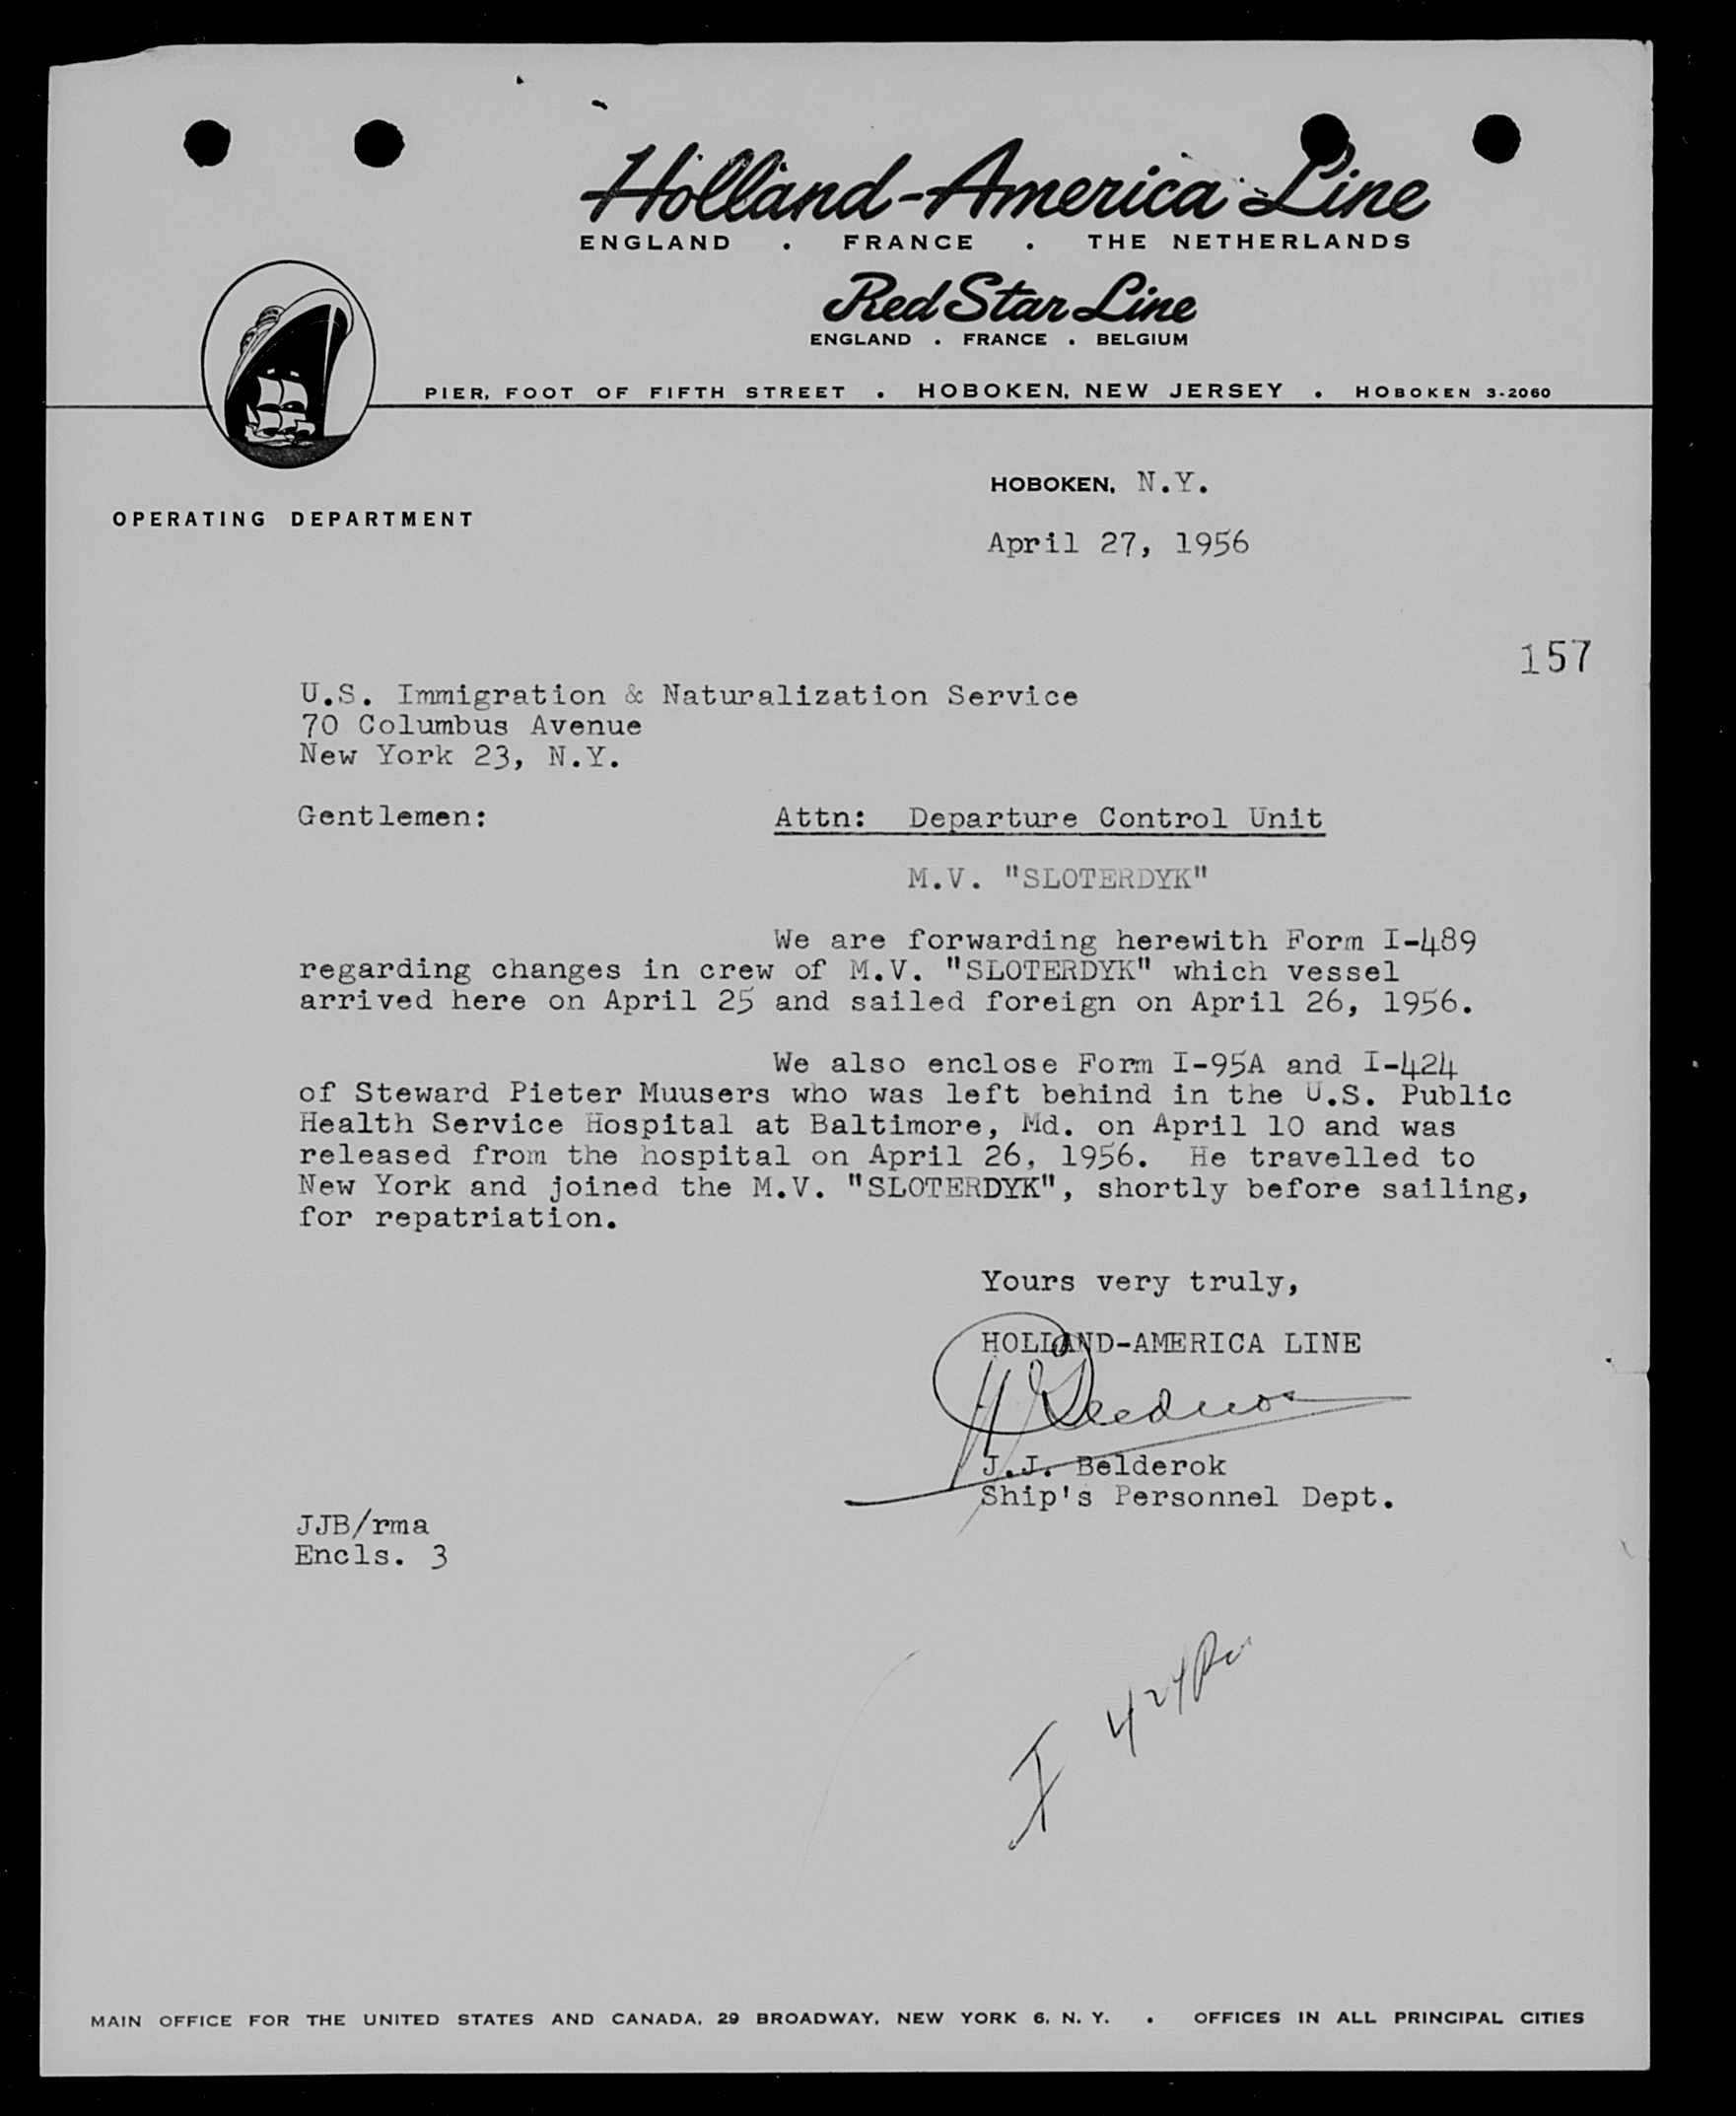 Holland-America Line
ENGLAND . FRANCE . THE NETHERLANDS
Red Star Line
ENGLAND . FRANCE . BELGIUM
PIER, FOOT OF FIFTH STREET . HOBOKEN, NEW JERSEY . HOBOKEN 3-2060
OPERATING DEPARTMENT
HOBOKEN, N.Y.
April 27, 1956
157
U.S. Immigration & Naturalization Service
70 Columbus Avenue
New York 23, N.Y.
Gentlemen: Attn: Departure Control Unit
M.V. "SLOTERDYK"
We are forwarding herewith Form I-489
regarding changes in crew of M.V. "SLOTERDYK" which vessel
arrived here on April 25 and sailed foreign on April 26, 1956.
We also enclose Form I-95A and I-424
of Steward Pieter Muusers who was left behind in the U.S. Public
Health Service Hospital at Baltimore, Md. on April 10 and was
released from the hospital on April 26, 1956. He travelled to
New York and joined the M.V. "SLOTERDYK", shortly before sailing,
for repatriation.
Yours very truly,
HOLLAND-AMERICA LINE
J.J. Belderok
Ship's Personnel Dept.
JJB/rma
Encls. 3
I 424
MAIN OFFICE FOR THE UNITED STATES AND CANADA, 29 BROADWAY, NEW YORK 6, N. Y. . OFFICES IN ALL PRINCIPAL CITIES